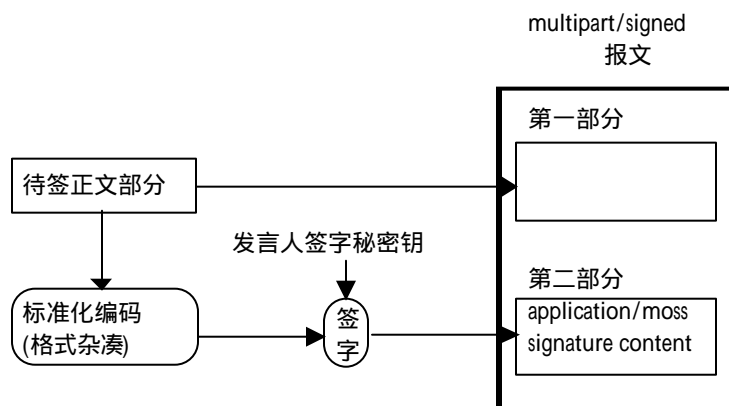 multipart/signed
报文
第一部分
待签正文部分
发言人签字秘密钥
第二部分
标准化编码
(格式杂凑)
签
字
application/moss
signature content